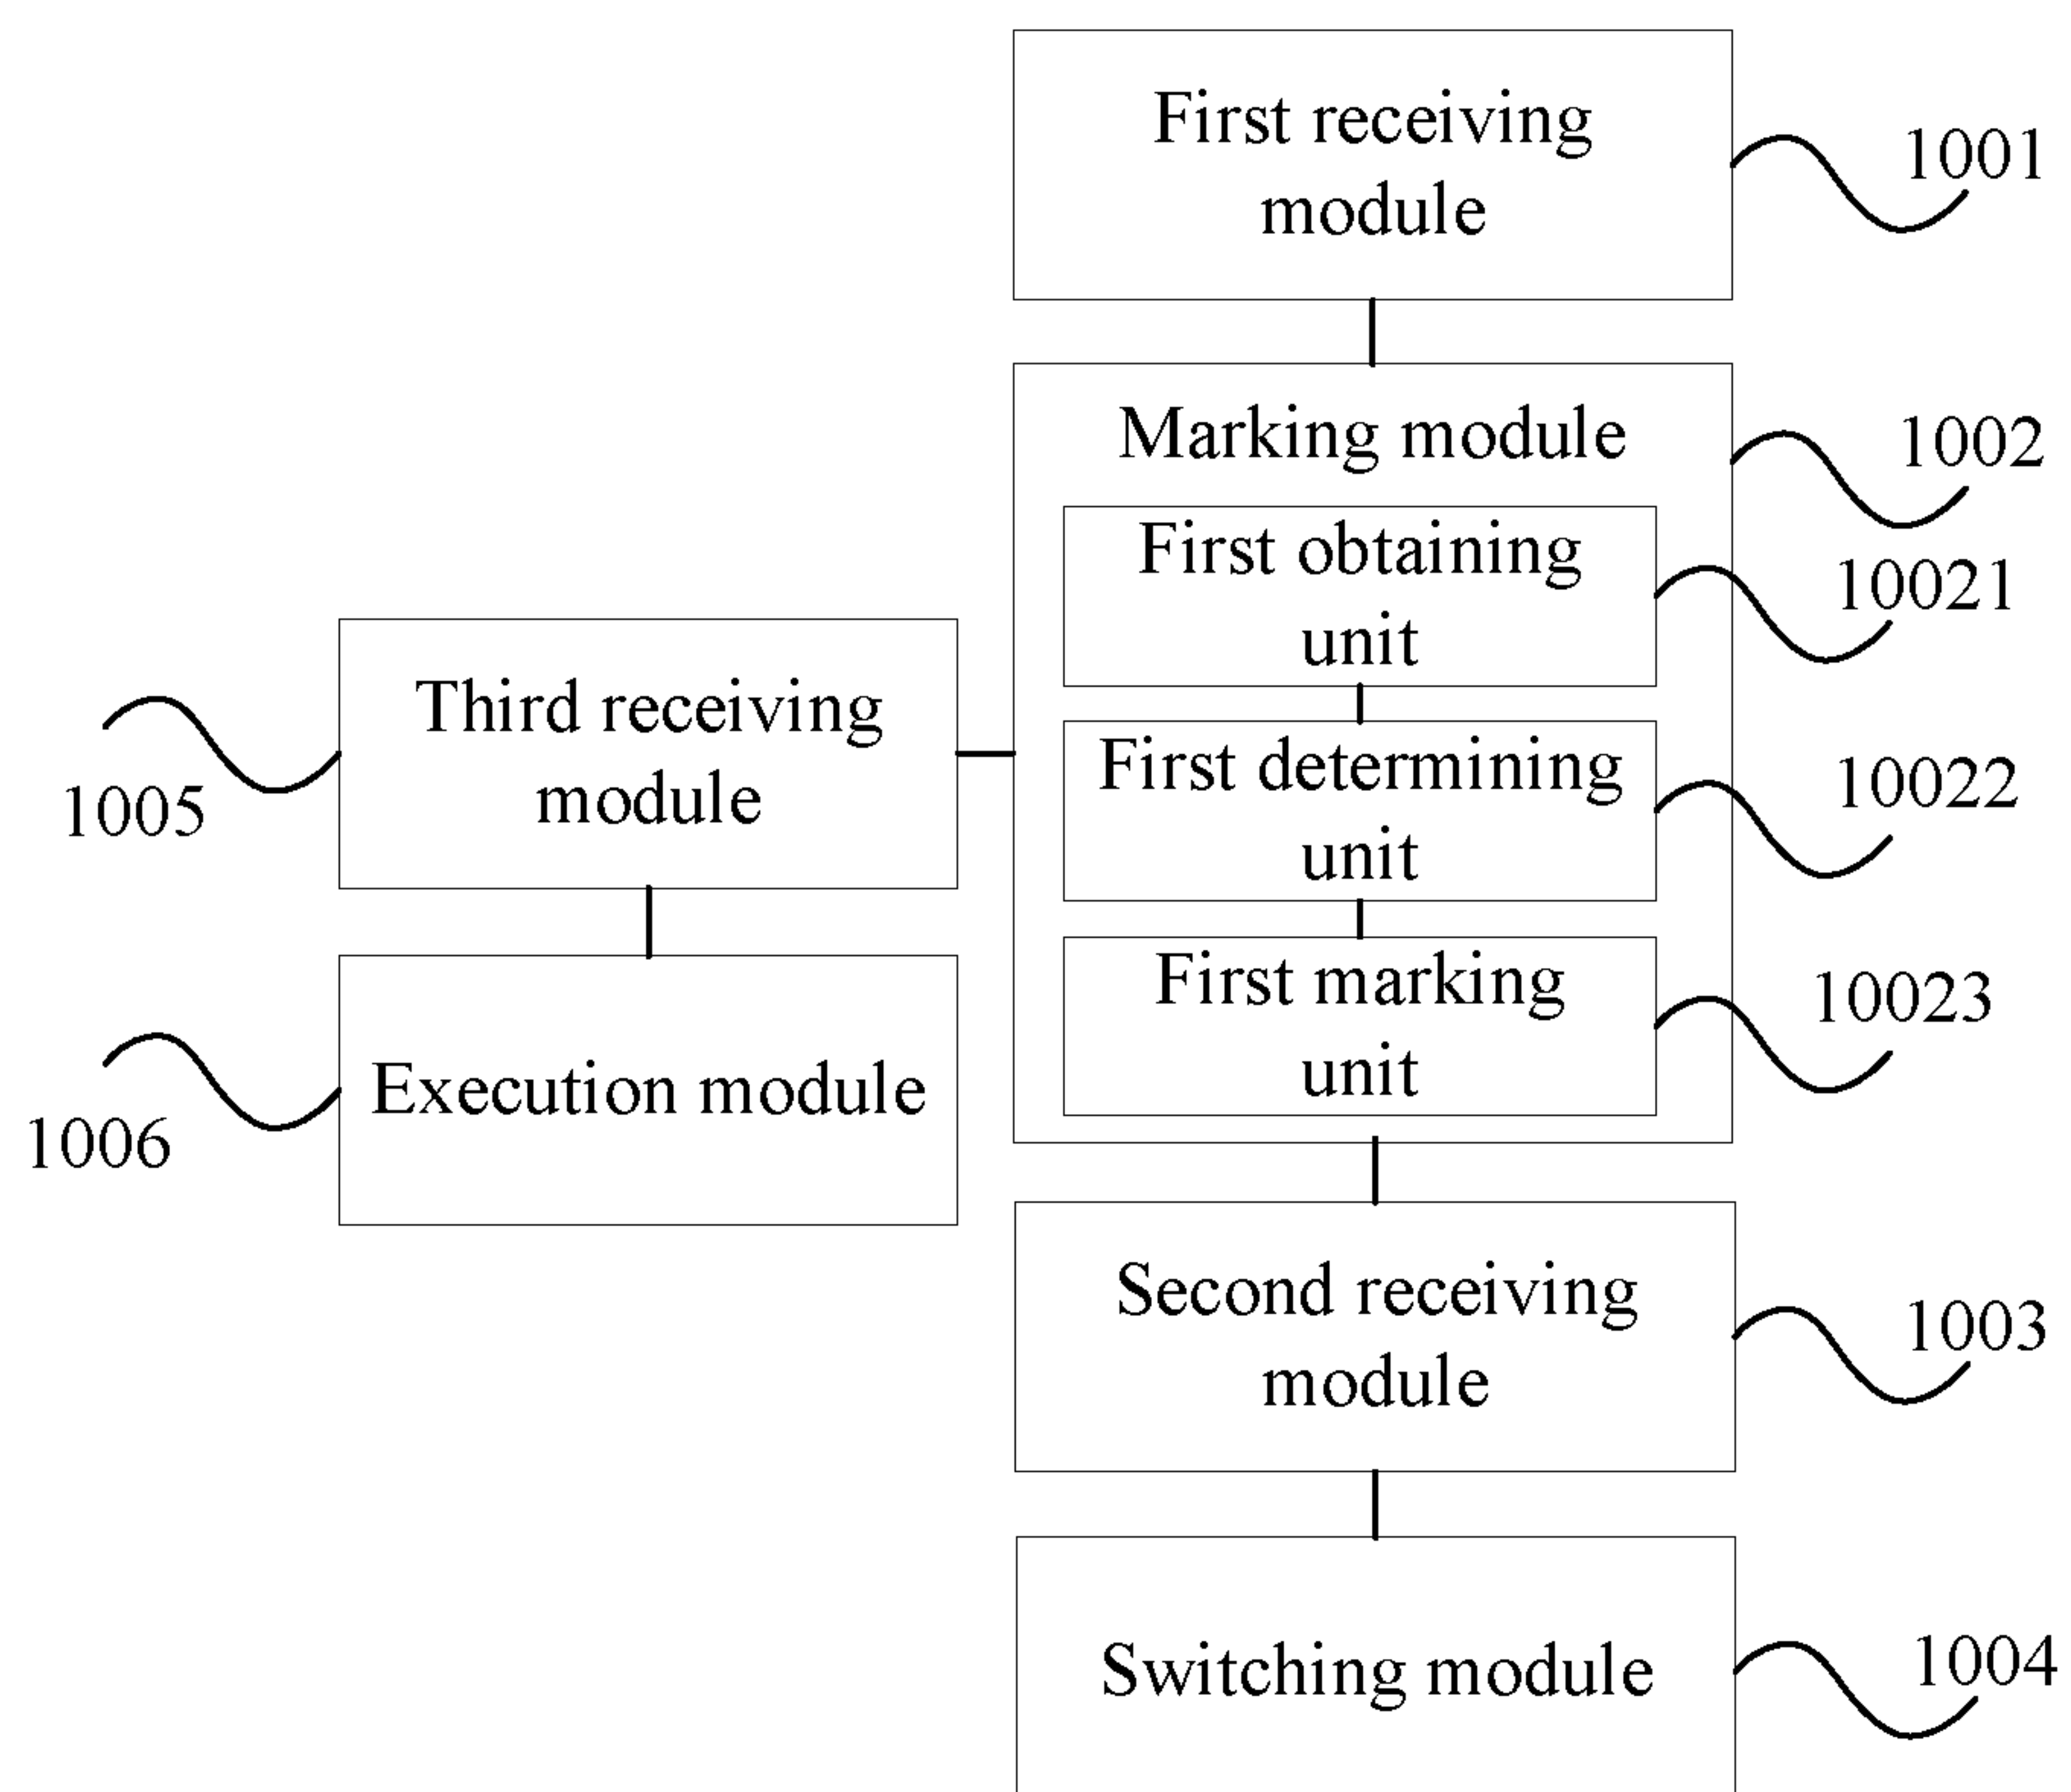 First receiving
module
1001
Marking module
1002
First obtaining
unit
10021
First determining
unit
10022
First marking
unit
10023
Third receiving
module
1005
Execution module
1006
Second receiving
module
1003
Switching module
1004